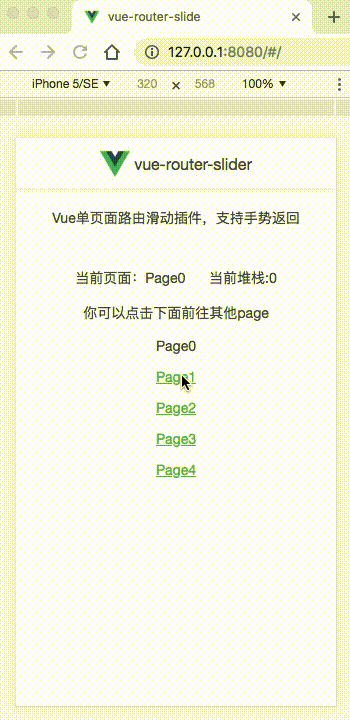 vue-router-slide
127.0.0.1:8080/#/
iPhone 5/SE ▼ 320 × 568 100% ▼
vue-router-slider
Vue单页面路由滑动插件，支持手势返回
当前页面：Page0 当前堆栈:0
你可以点击下面前往其他page
Page0
Page1
Page2
Page3
Page4